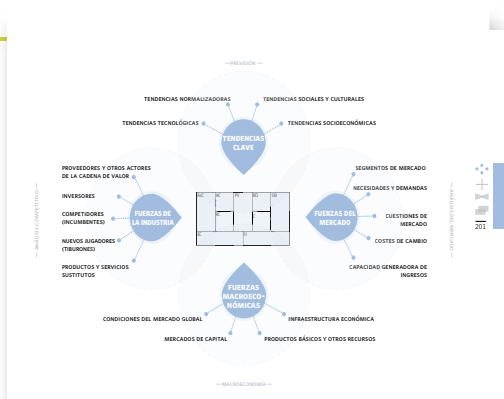 —PREVISIÓN—
TENDENCIAS NORMALIZADORAS
TENDENCIAS SOCIALES Y CULTURALES
TENDENCIAS TECNOLÓGICAS
TENDENCIAS SOCIOECONÓMICAS
TENDENCIAS
CLAVE
PROVEEDORES Y OTROS ACTORES
DE LA CADENA DE VALOR
INVERSORES
COMPETIDORES
(INCUMBENTES)
NUEVOS JUGADORES
(TIBURONES)
PRODUCTOS Y SERVICIOS
SUSTITUTOS
FUERZAS DE
LA INDUSTRIA
FUERZAS DEL
MERCADO
SEGMENTOS DE MERCADO
NECESIDADES Y DEMANDAS
CUESTIONES DE
MERCADO
COSTES DE CAMBIO
CAPACIDAD GENERADORA DE
INGRESOS
201
FUERZAS
MACROECO-
NÓMICAS
CONDICIONES DEL MERCADO GLOBAL
INFRAESTRUCTURA ECONÓMICA
MERCADOS DE CAPITAL
PRODUCTOS BÁSICOS Y OTROS RECURSOS
—MACROECONOMÍA—
—ANÁLISIS COMPETITIVO—